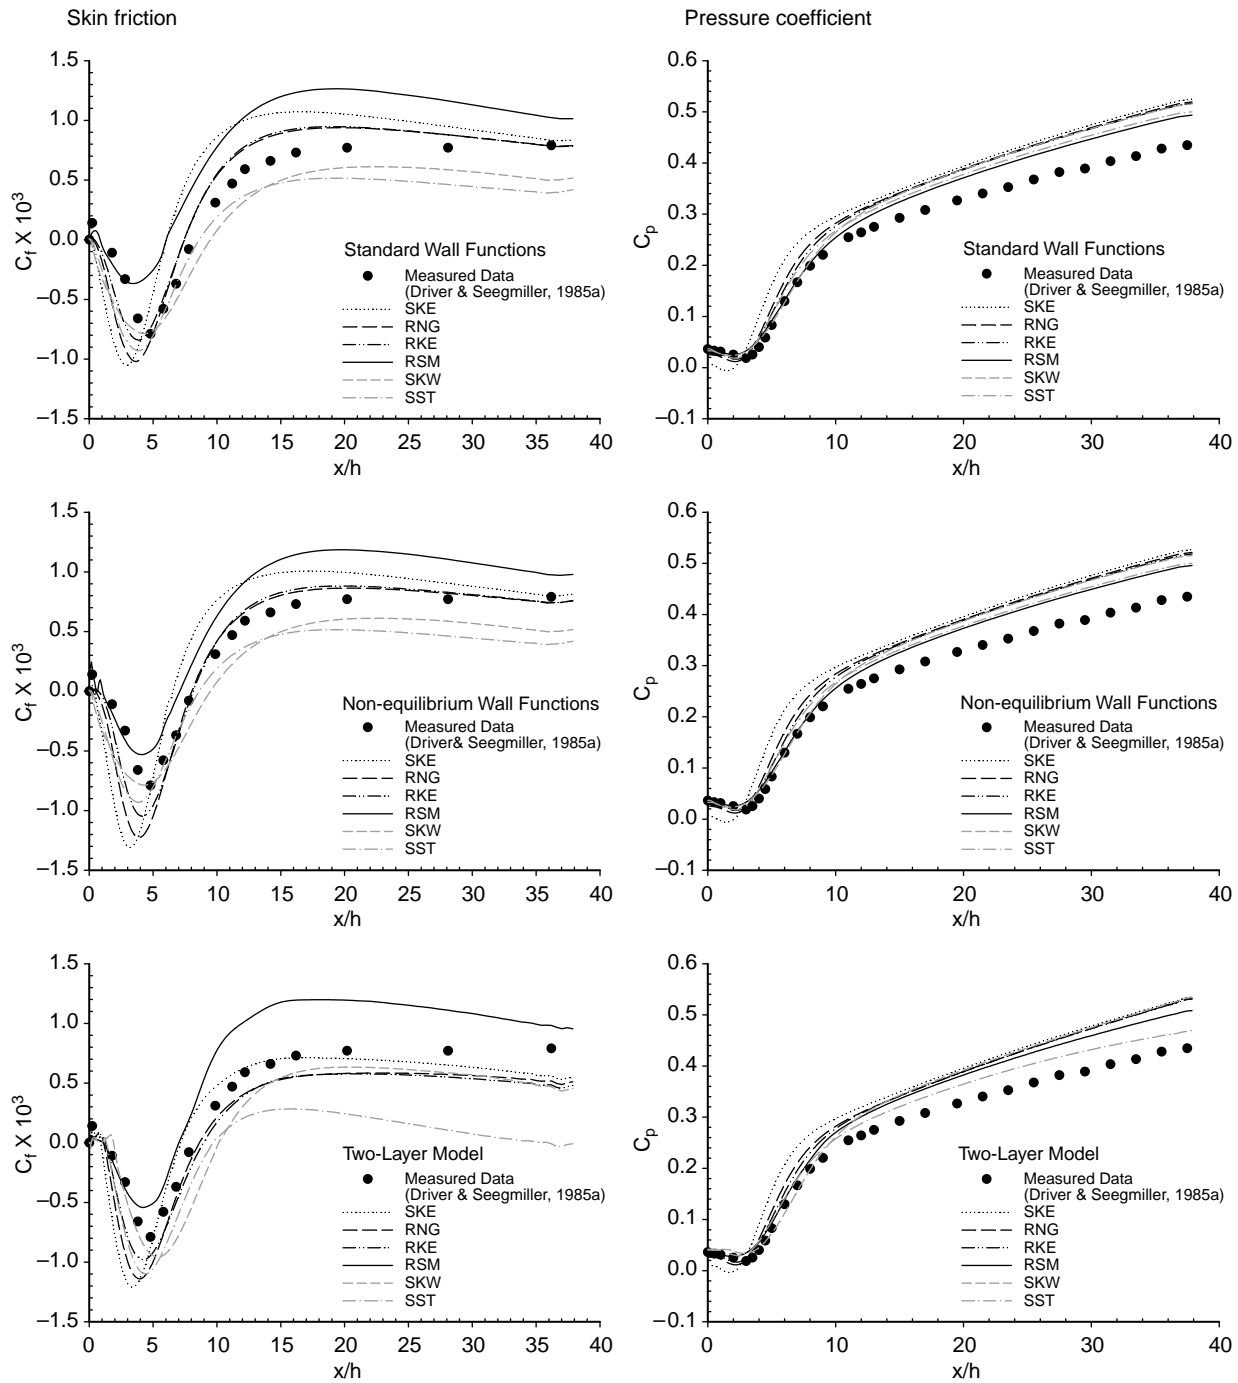 Skin friction
Pressure coefficient
1.5
1.0
0.5
0.0
–0.5
–1.0
–1.5
C_f X 10^3
0
5
10
15
20
25
30
35
40
x/h
Standard Wall Functions
Measured Data
(Driver & Seegmiller, 1985a)
SKE
RNG
RKE
RSM
SKW
SST
0.6
0.5
0.4
0.3
0.2
0.1
0.0
–0.1
C_p
0
10
20
30
40
x/h
Standard Wall Functions
Measured Data
(Driver & Seegmiller, 1985a)
SKE
RNG
RKE
RSM
SKW
SST
1.5
1.0
0.5
0.0
–0.5
–1.0
–1.5
C_f X 10^3
0
5
10
15
20
25
30
35
40
x/h
Non-equilibrium Wall Functions
Measured Data
(Driver& Seegmiller, 1985a)
SKE
RNG
RKE
RSM
SKW
SST
0.6
0.5
0.4
0.3
0.2
0.1
0.0
–0.1
C_p
0
10
20
30
40
x/h
Non-equilibrium Wall Functions
Measured Data
(Driver & Seegmiller, 1985a)
SKE
RNG
RKE
RSM
SKW
SST
1.5
1.0
0.5
0.0
–0.5
–1.0
–1.5
C_f X 10^3
0
5
10
15
20
25
30
35
40
x/h
Two-Layer Model
Measured Data
(Driver & Seegmiller, 1985a)
SKE
RNG
RKE
RSM
SKW
SST
0.6
0.5
0.4
0.3
0.2
0.1
0.0
–0.1
C_p
0
10
20
30
40
x/h
Two-Layer Model
Measured Data
(Driver & Seegmiller, 1985a)
SKE
RNG
RKE
RSM
SKW
SST